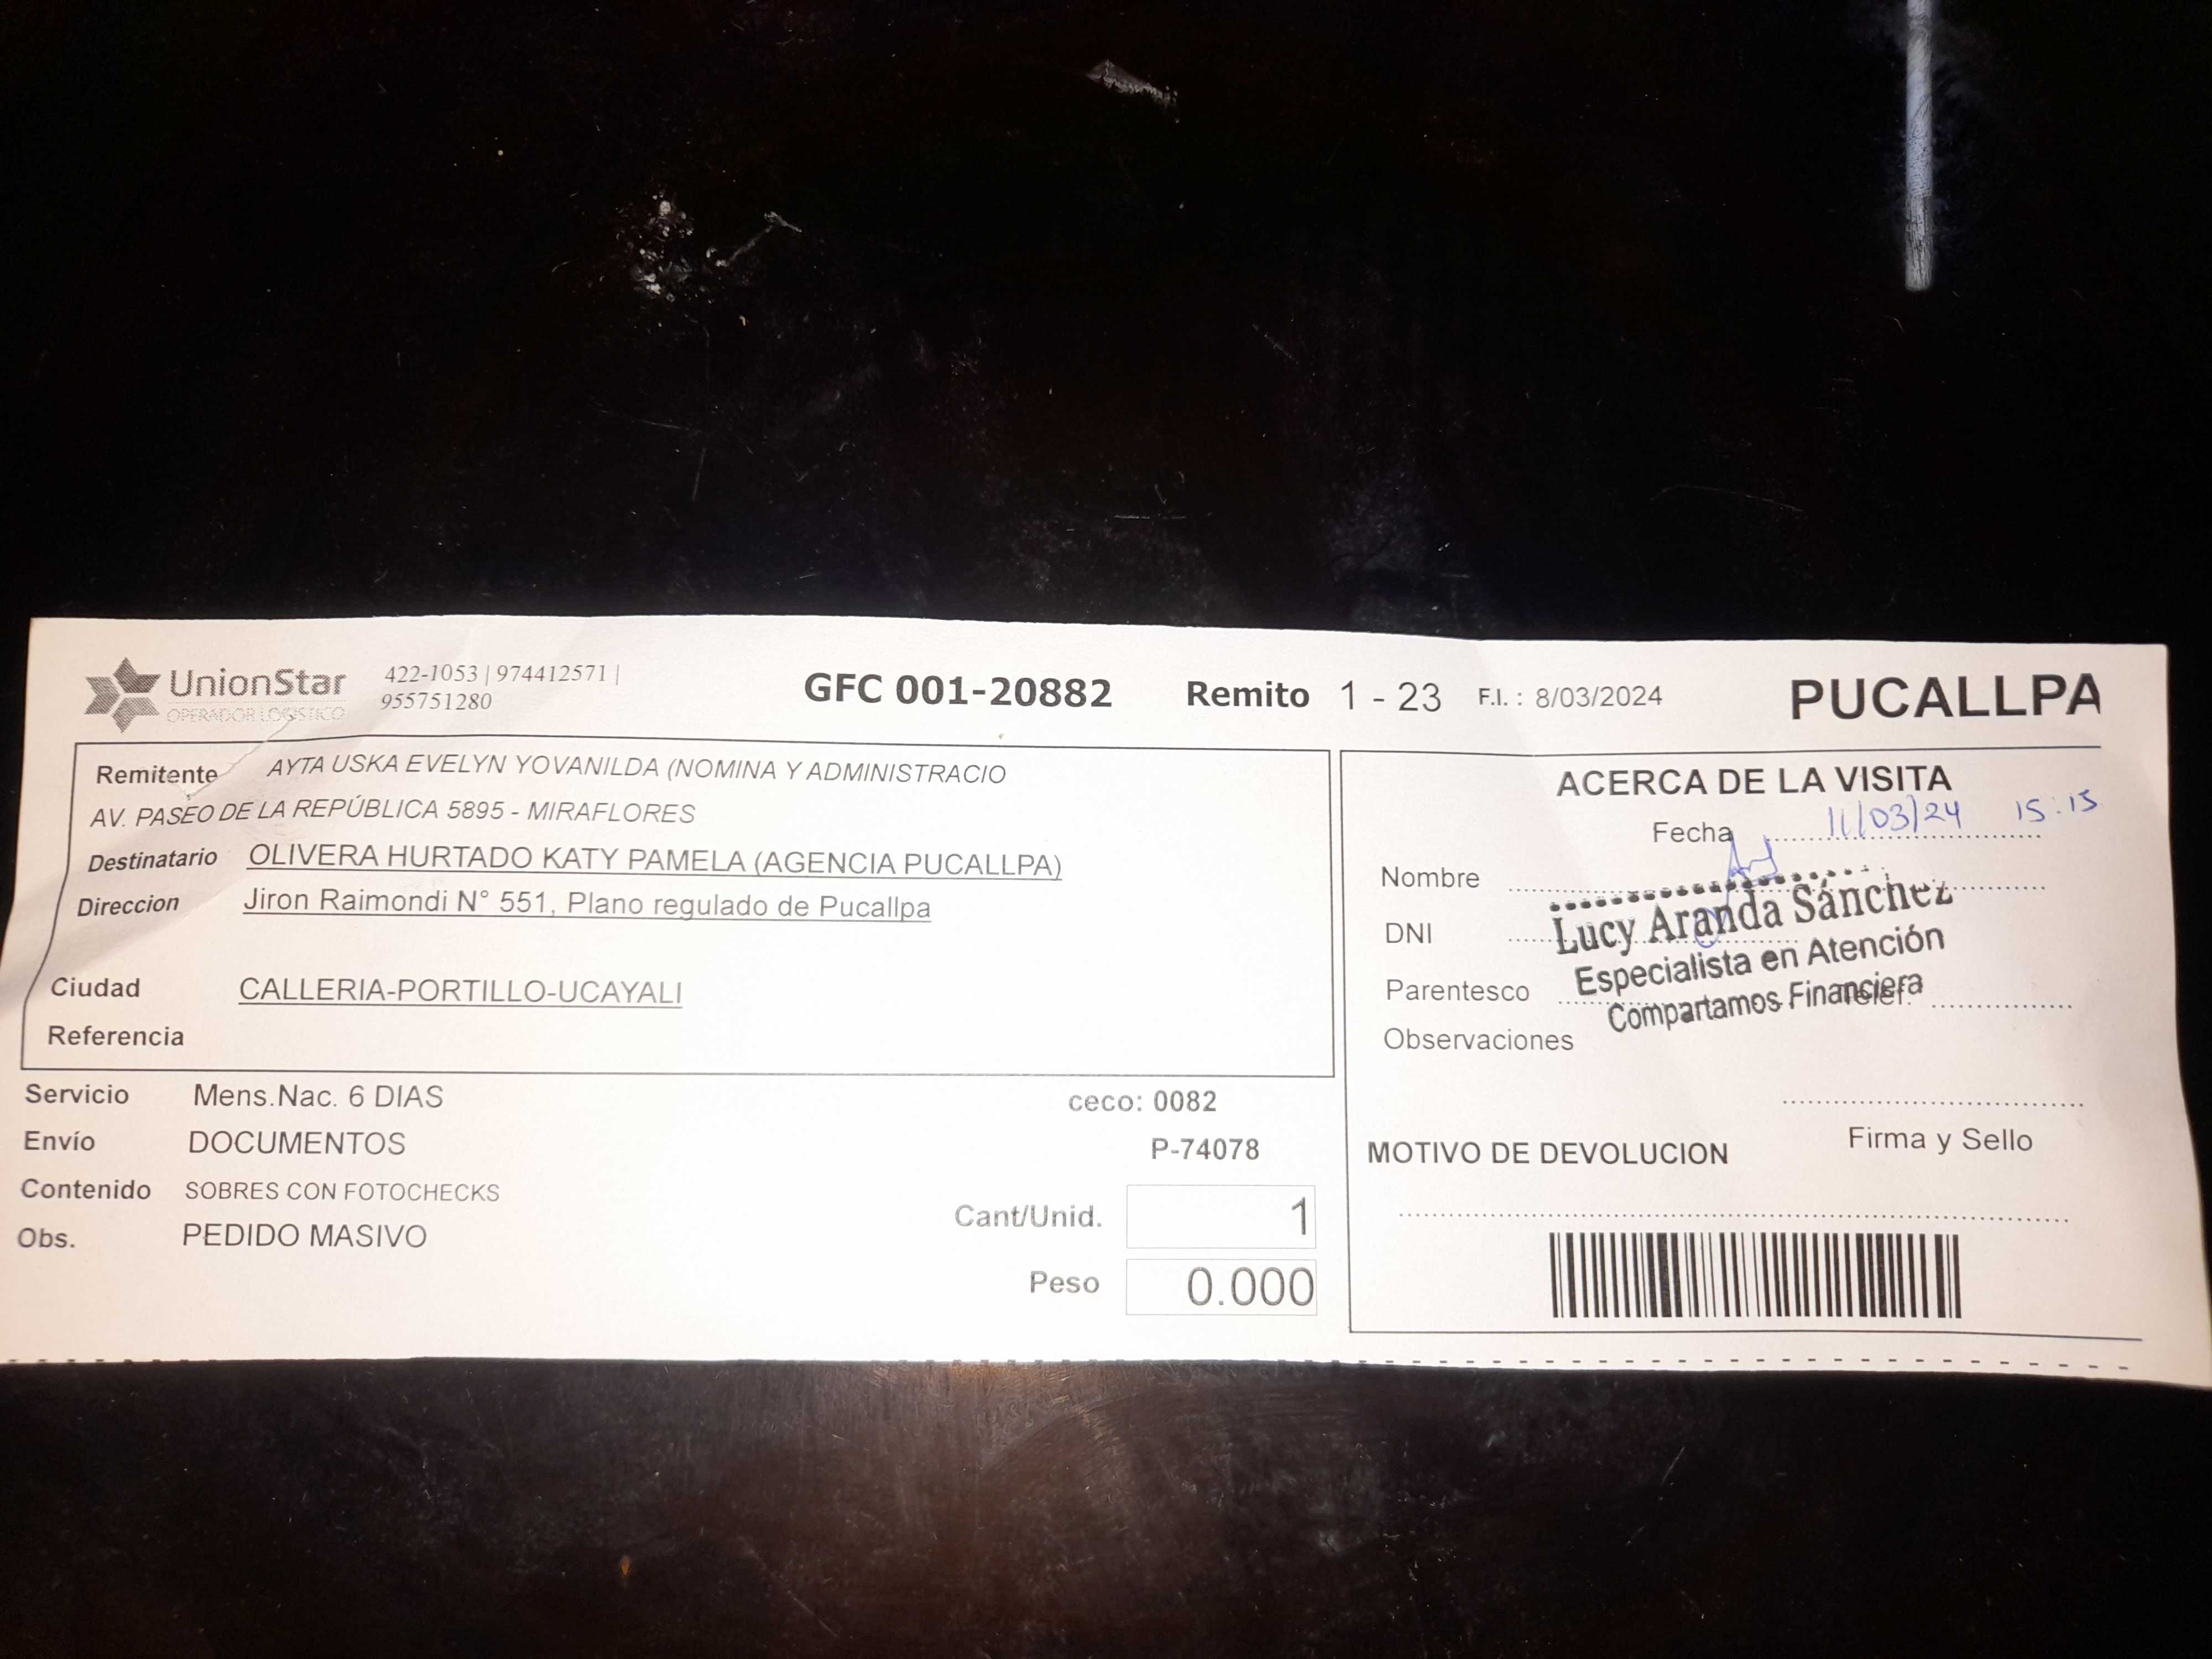 UnionStar
OPERADOR LOGISTICO
422-1053 | 974412571 |
955751280
GFC 001-20882
Remito 1 - 23
F.I. : 8/03/2024
PUCALLPA
Remitente AYTA USKA EVELYN YOVANILDA (NOMINA Y ADMINISTRACIO
AV. PASEO DE LA REPÚBLICA 5895 - MIRAFLORES
Destinatario OLIVERA HURTADO KATY PAMELA (AGENCIA PUCALLPA)
Direccion Jiron Raimondi N° 551, Plano regulado de Pucallpa
Ciudad CALLERIA-PORTILLO-UCAYALI
Referencia
Servicio Mens.Nac. 6 DIAS
Envío DOCUMENTOS
Contenido SOBRES CON FOTOCHECKS
Obs. PEDIDO MASIVO
ceco: 0082
P-74078
Cant/Unid. 1
Peso 0.000
ACERCA DE LA VISITA
Fecha 11/03/24 15:15
Nombre
DNI
Lucy Aranda Sánchez
Especialista en Atención
Compartamos Financiera
Parentesco
Telef.
Observaciones
Firma y Sello
MOTIVO DE DEVOLUCION